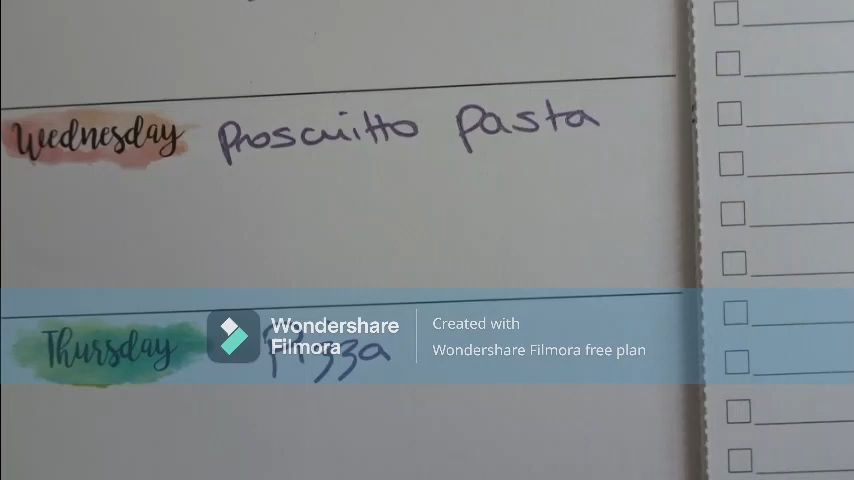 Wednesday Proscuitto pasta
Wondershare
Filmora
Created with
Wondershare Filmora free plan
Thursday Pizza